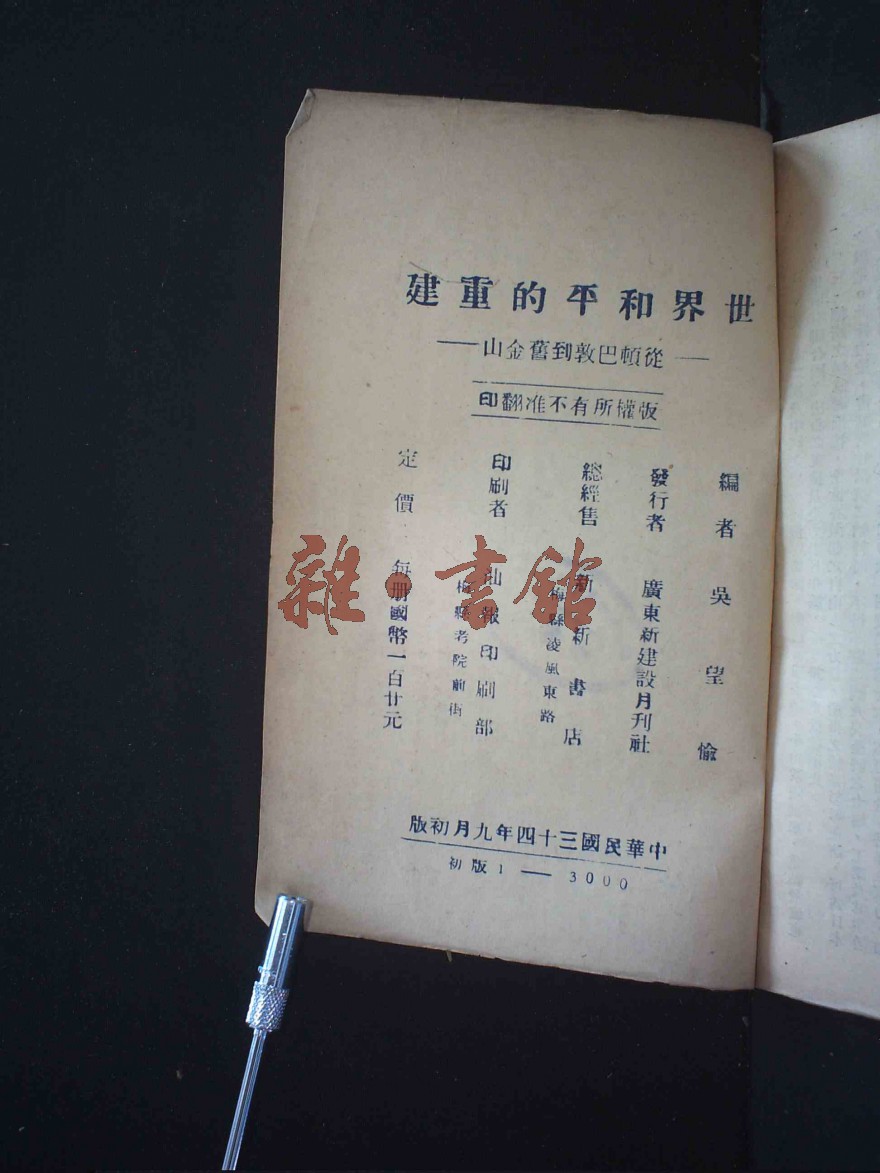 世界和平的重建
——從頓巴敦到舊金山——
版權所有不准翻印
編者 吳望愉
發行者 廣東新建設月刊社
總經售 新新書店
梅縣凌風東路
印刷者 汕報印刷部
梅縣考院前街
定價 每册國幣一百廿元
中華民國三十四年九月初版
初版 1——3000
雜·書館